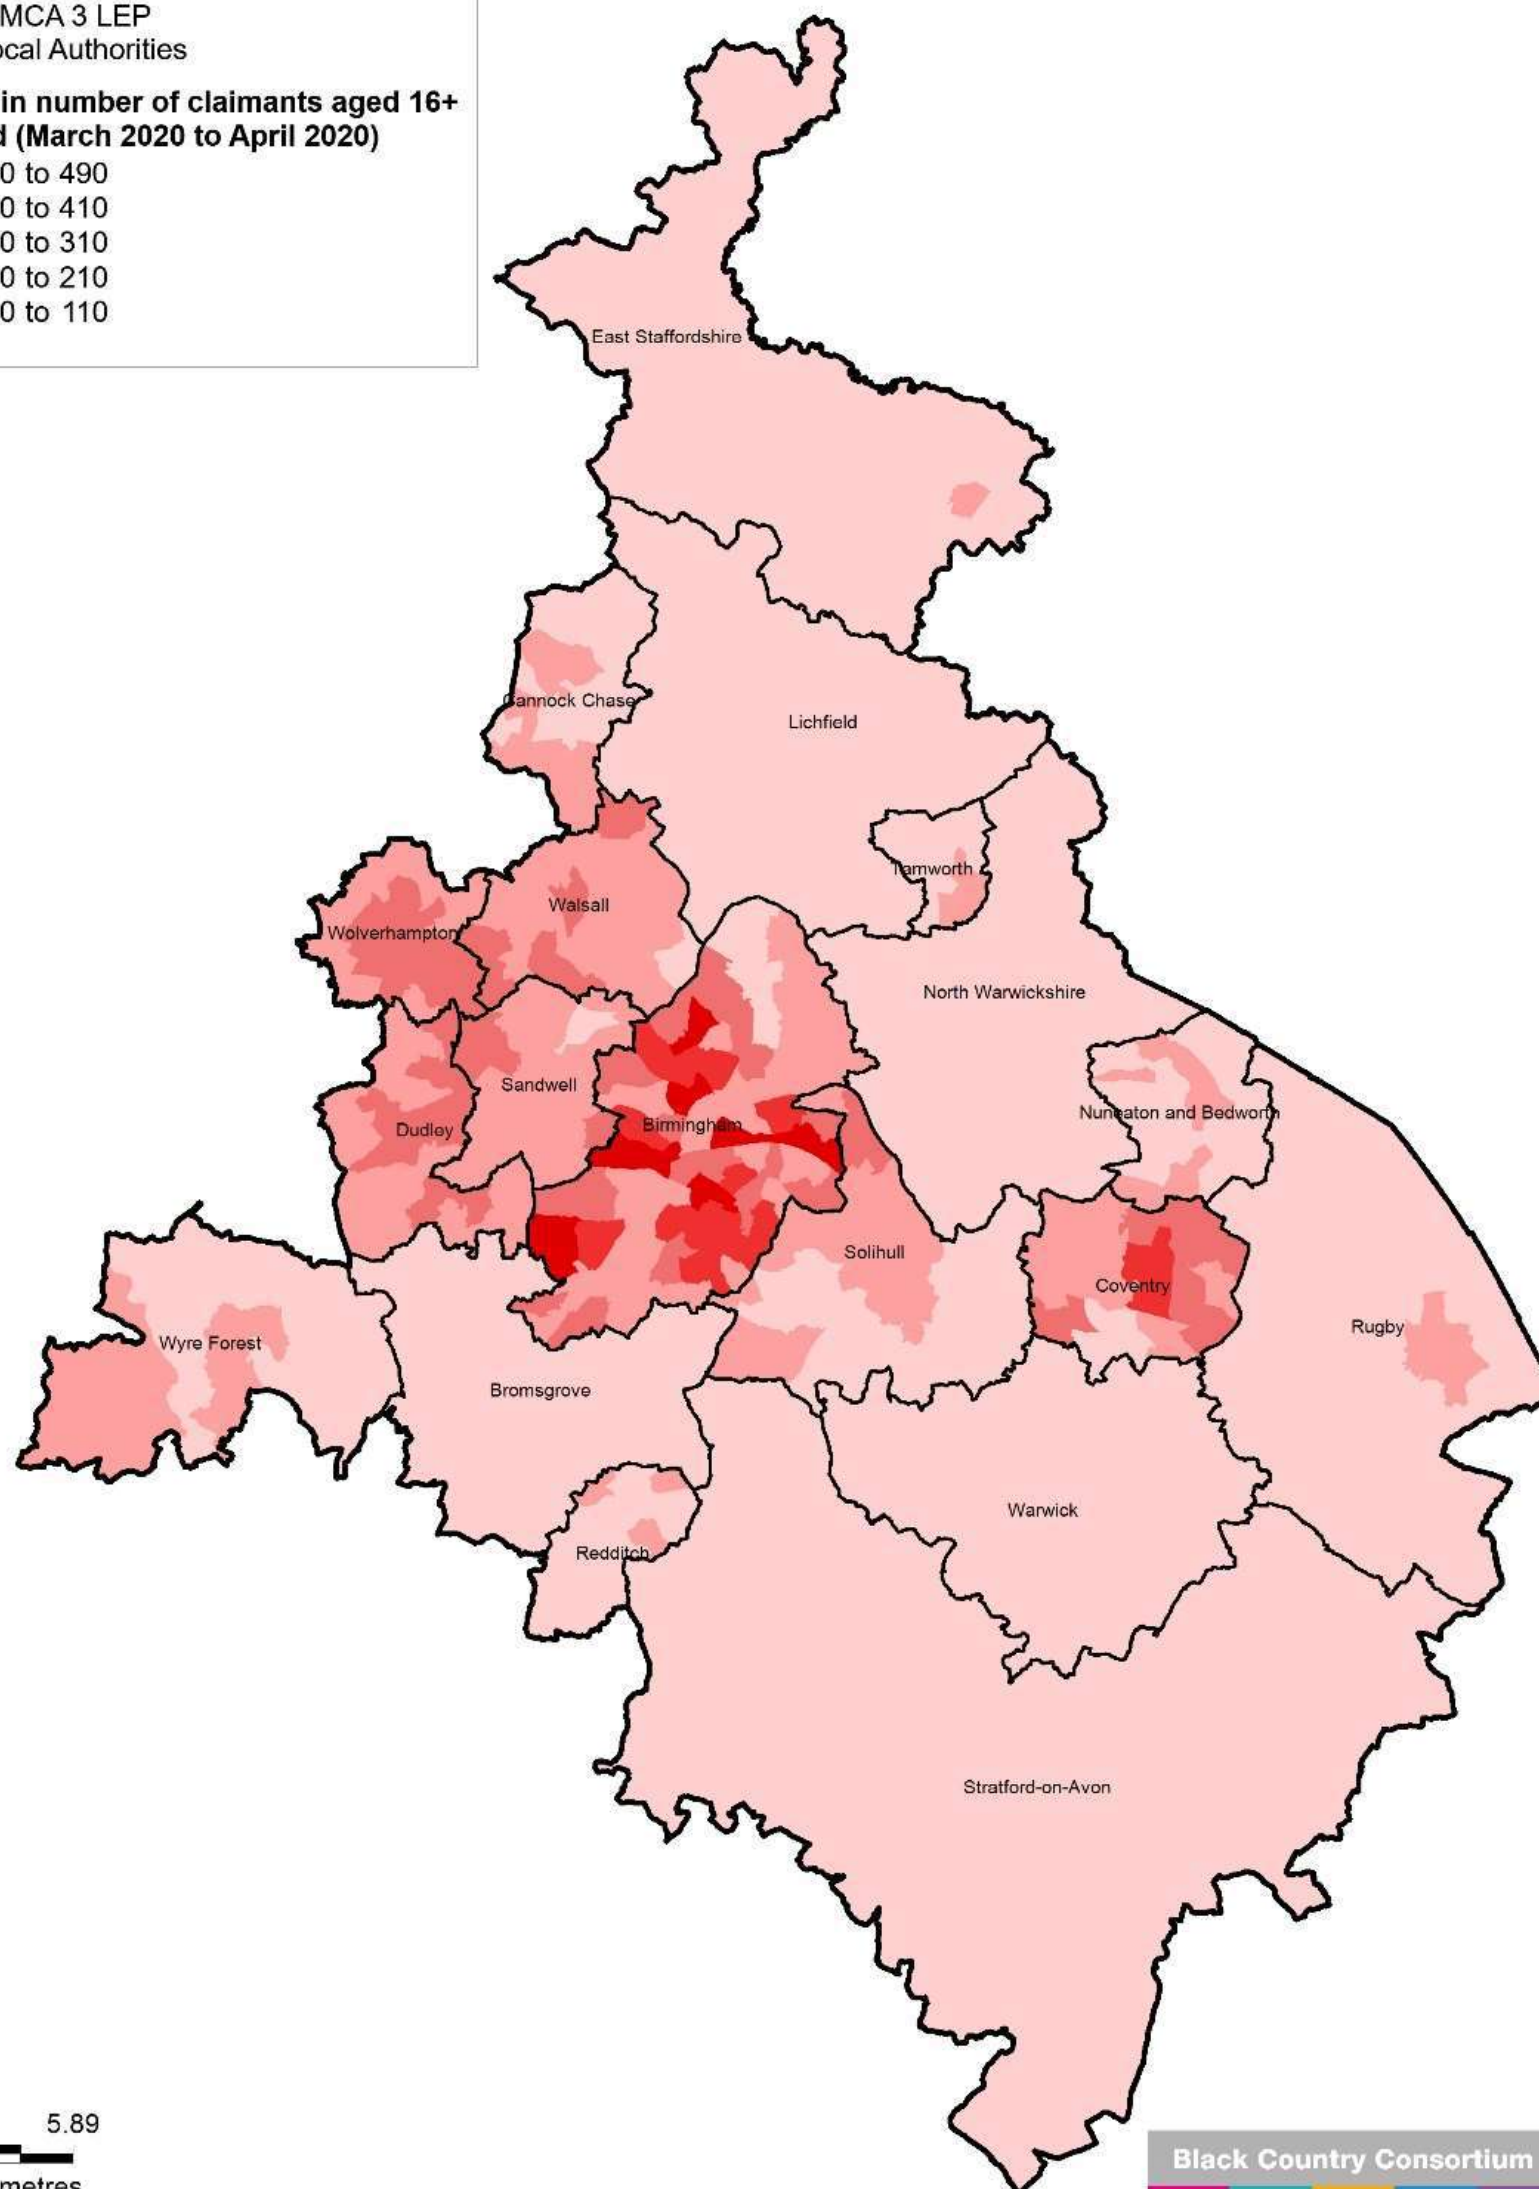 MCA 3 LEP
ocal Authorities
in number of claimants aged 16+
d (March 2020 to April 2020)
0 to 490
0 to 410
0 to 310
0 to 210
0 to 110
East Staffordshire
Cannock Chase
Lichfield
Tamworth
Walsall
Wolverhampton
North Warwickshire
Sandwell
Nuneaton and Bedworth
Birmingham
Dudley
Solihull
Coventry
Rugby
Wyre Forest
Bromsgrove
Warwick
Redditch
Stratford-on-Avon
5.89
metres
Black Country Consortium